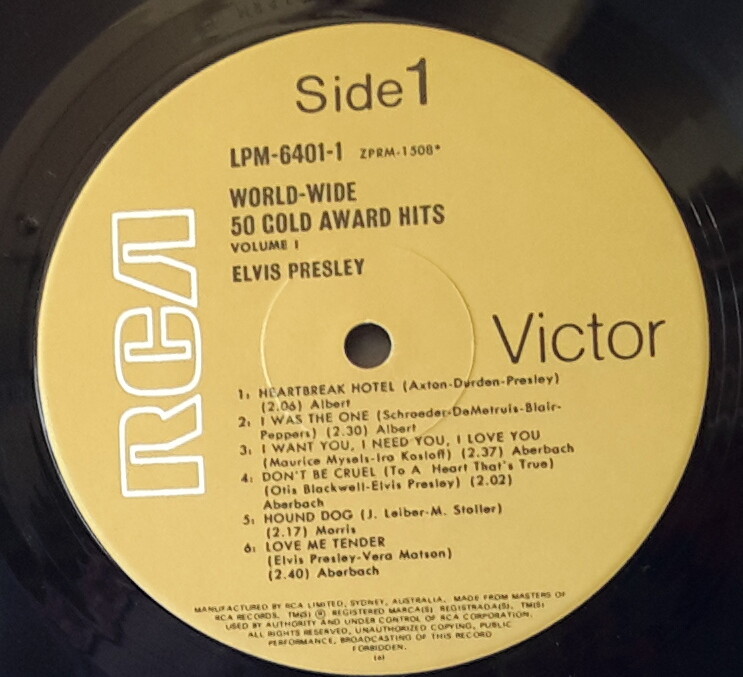 Side 1
LPM-6401-1 ZPRM-1508*
WORLD-WIDE
50 GOLD AWARD HITS
VOLUME 1
ELVIS PRESLEY
RCA
Victor
1: HEARTBREAK HOTEL (Axton-Durden-Presley)
(2.06) Albert
2: I WAS THE ONE (Schroeder-DeMetruis-Blair-
Peppers) (2.30) Albert
3: I WANT YOU, I NEED YOU, I LOVE YOU
(Maurice Mysels-Ira Kosloff) (2.37) Aberbach
4: DON'T BE CRUEL (To A Heart That's True)
(Otis Blackwell-Elvis Presley) (2.02)
Aberbach
5: HOUND DOG (J. Leiber-M. Stoller)
(2.17) Morris
6: LOVE ME TENDER
(Elvis Presley-Vera Matson)
(2.40) Aberbach
MANUFACTURED BY RCA LIMITED, SYDNEY, AUSTRALIA. MADE FROM MASTERS OF
RCA RECORDS. TM(S) ® REGISTERED MARCA(S) REGISTRADA(S). TM(S)
USED BY AUTHORITY AND UNDER CONTROL OF RCA CORPORATION.
ALL RIGHTS RESERVED, UNAUTHORIZED COPYING, PUBLIC
PERFORMANCE, BROADCASTING OF THIS RECORD
FORBIDDEN.